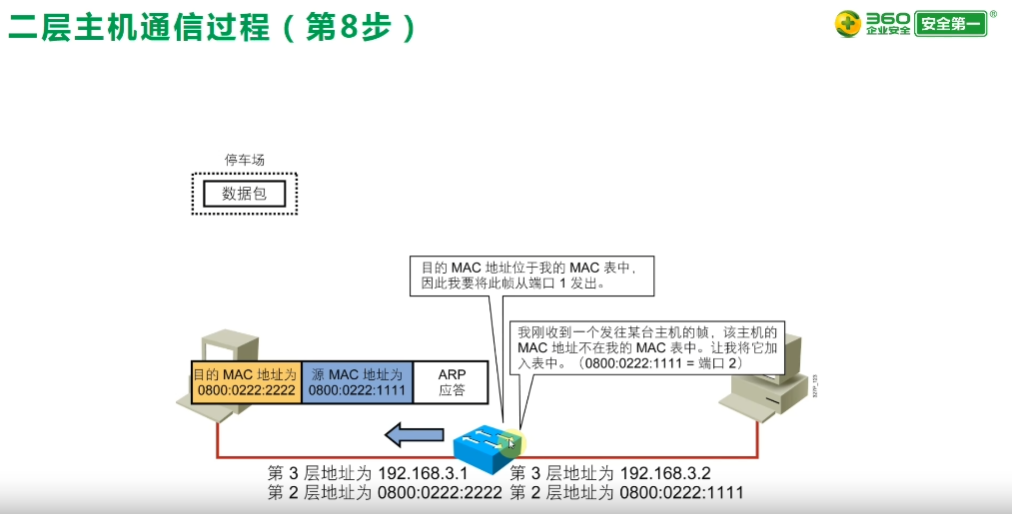 二层主机通信过程（第8步）
360
企业安全
安全第一
®
停车场
数据包
目的 MAC 地址位于我的 MAC 表中，
因此我要将此帧从端口 1 发出。
我刚收到一个发往某台主机的帧，该主机的
MAC 地址不在我的 MAC 表中。让我将它加
入表中。（0800:0222:1111 = 端口 2）
目的 MAC 地址为
0800:0222:2222
源 MAC 地址为
0800:0222:1111
ARP
应答
第 3 层地址为 192.168.3.1
第 2 层地址为 0800:0222:2222
第 3 层地址为 192.168.3.2
第 2 层地址为 0800:0222:1111